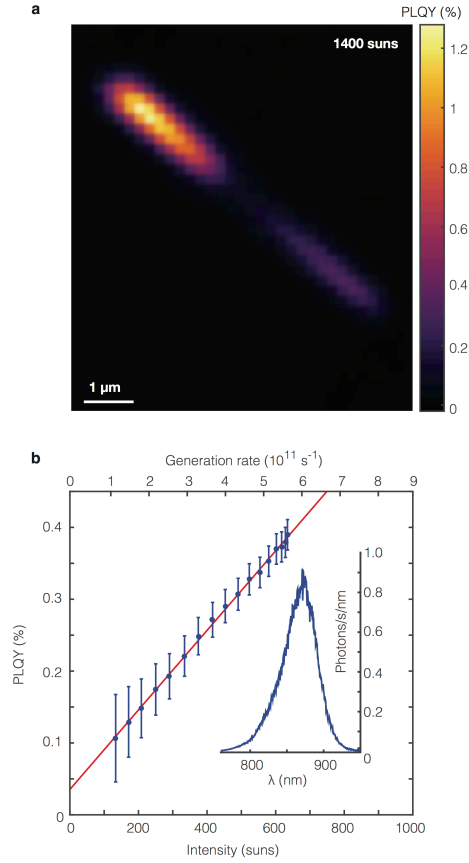 a
PLQY (%)
1400 suns
1.2
1
0.8
0.6
0.4
0.2
0
1 µm
b
Generation rate (10¹¹ s⁻¹)
0 1 2 3 4 5 6 7 8 9
0.4
0.3
0.2
0.1
0
PLQY (%)
1.0
0.8
0.6
0.4
0.2
0
Photons/s/nm
800 900
λ (nm)
0 200 400 600 800 1000
Intensity (suns)